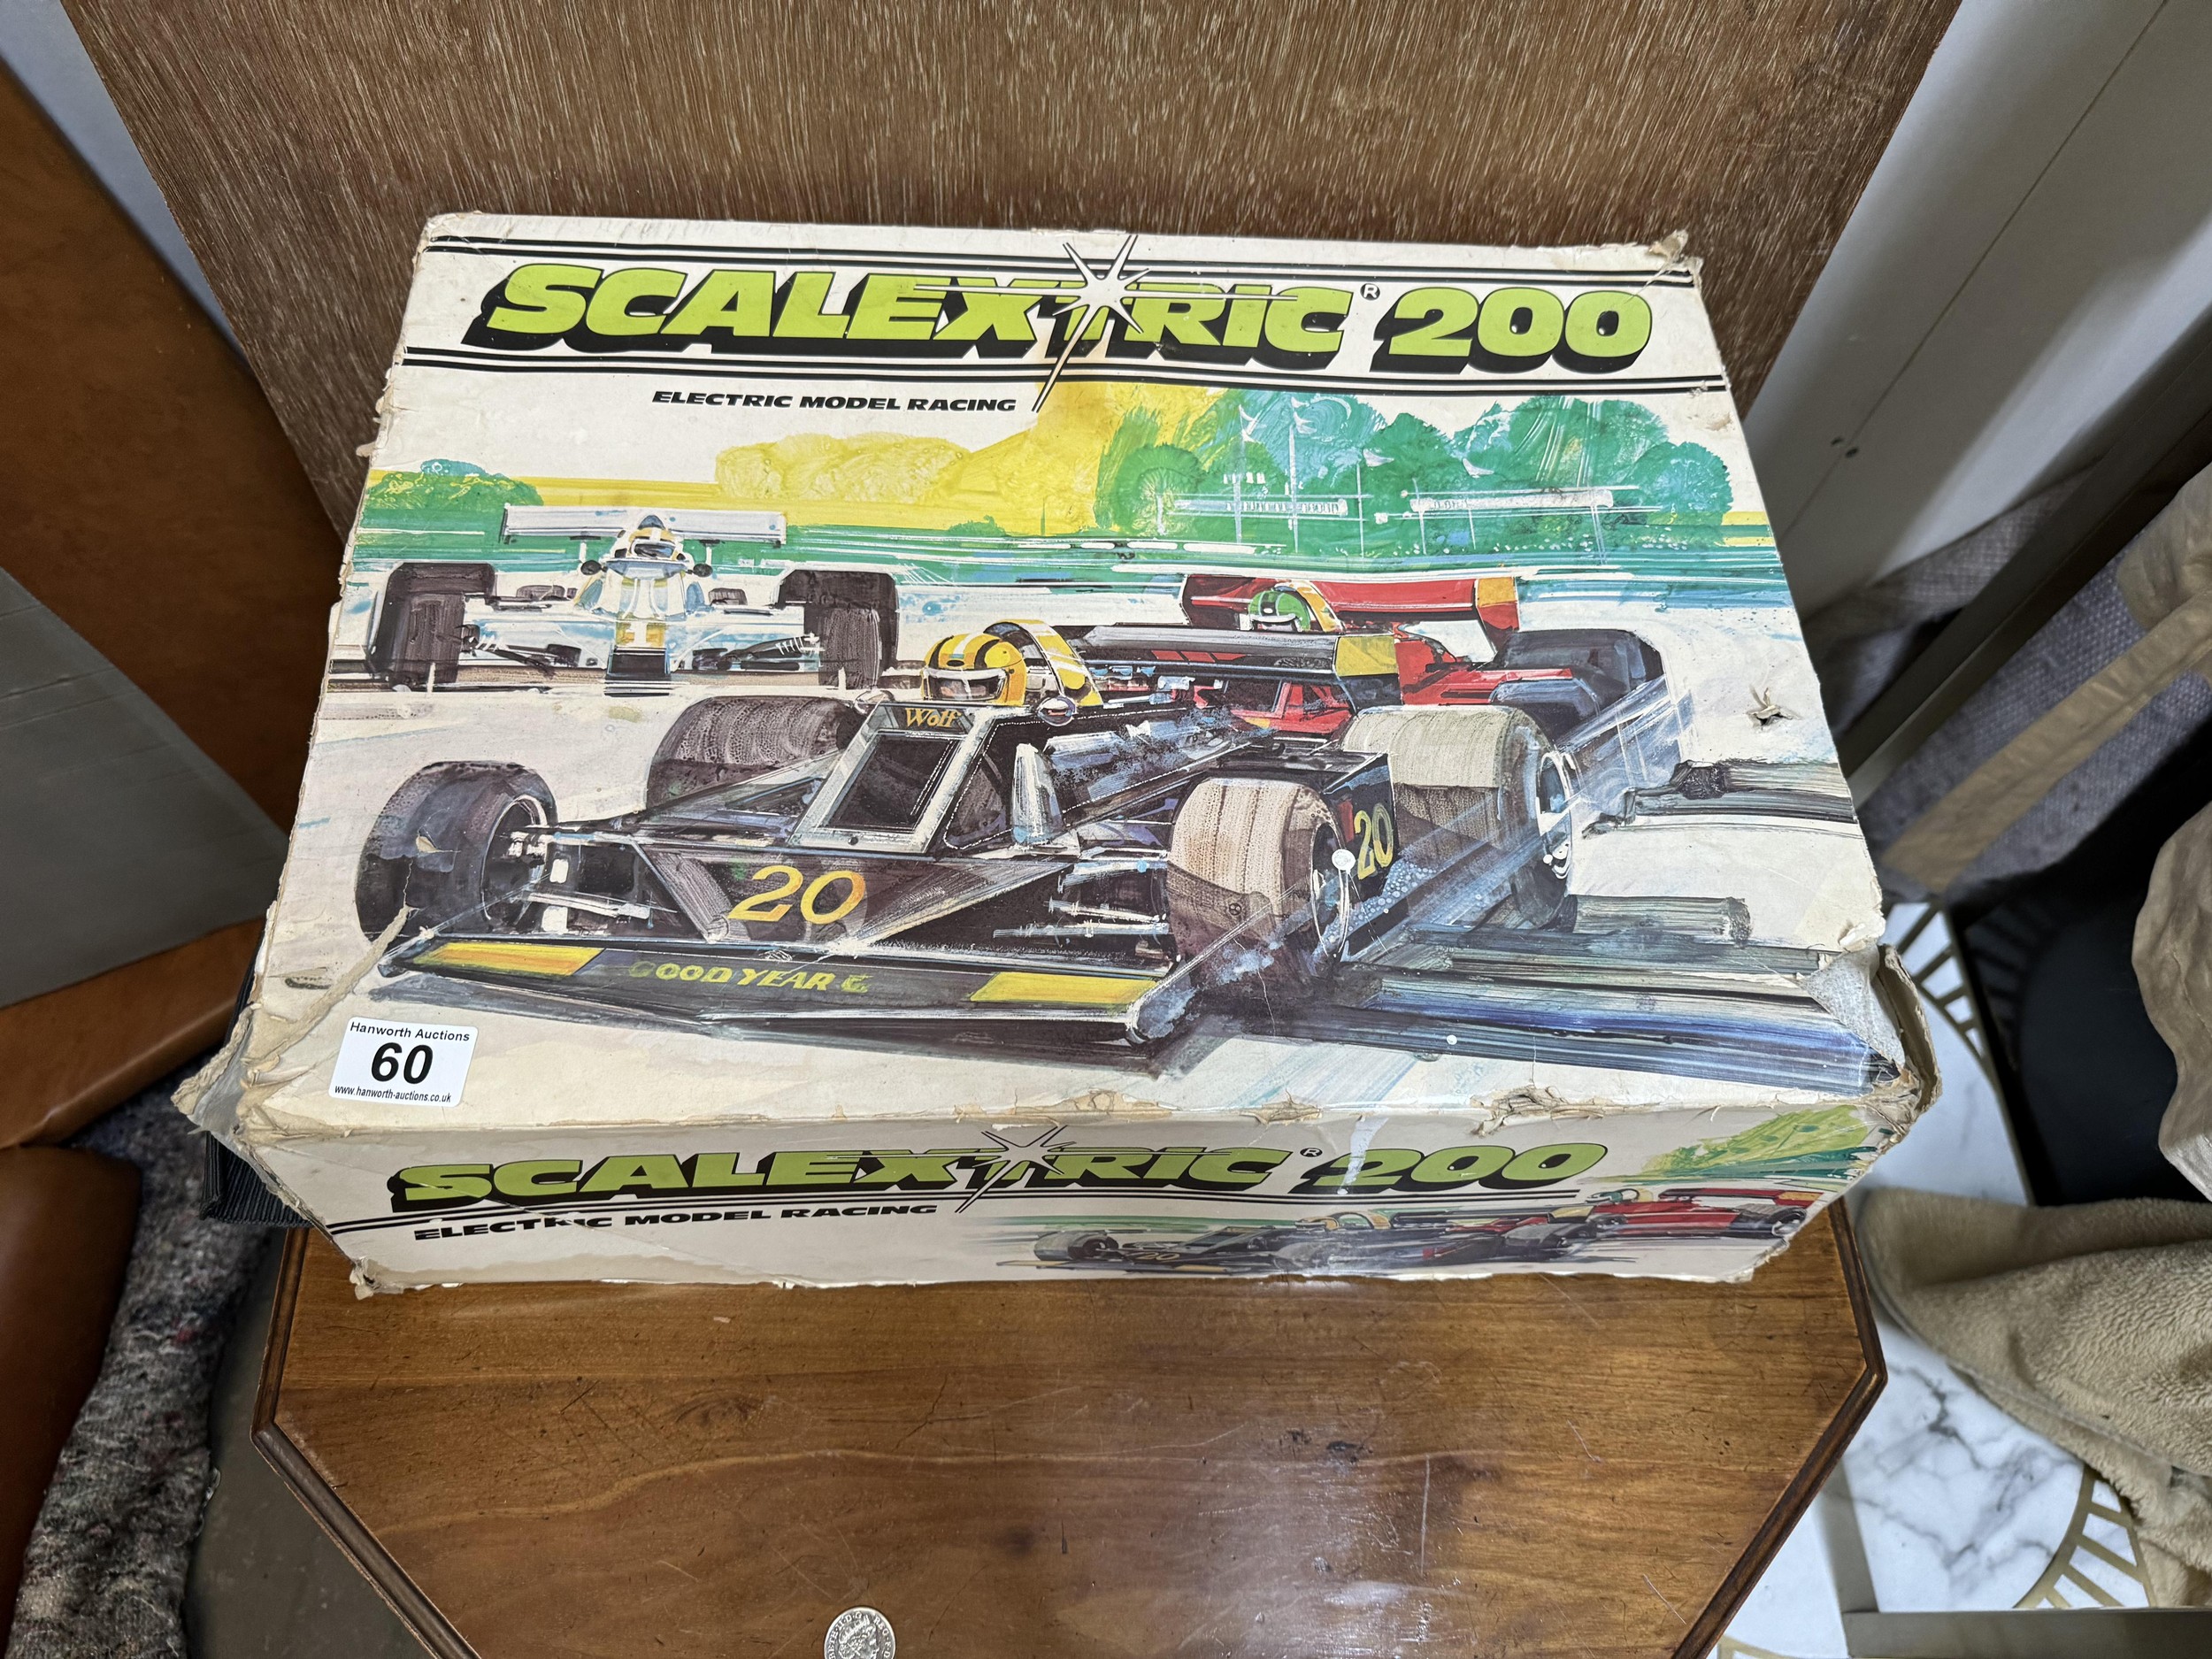 SCALEXTRIC® 200
ELECTRIC MODEL RACING
Wolf
20
20
GOODYEAR G
Hanworth Auctions
60
www.hanworth-auctions.co.uk
SCALEXTRIC® 200
ELECTRIC MODEL RACING
20